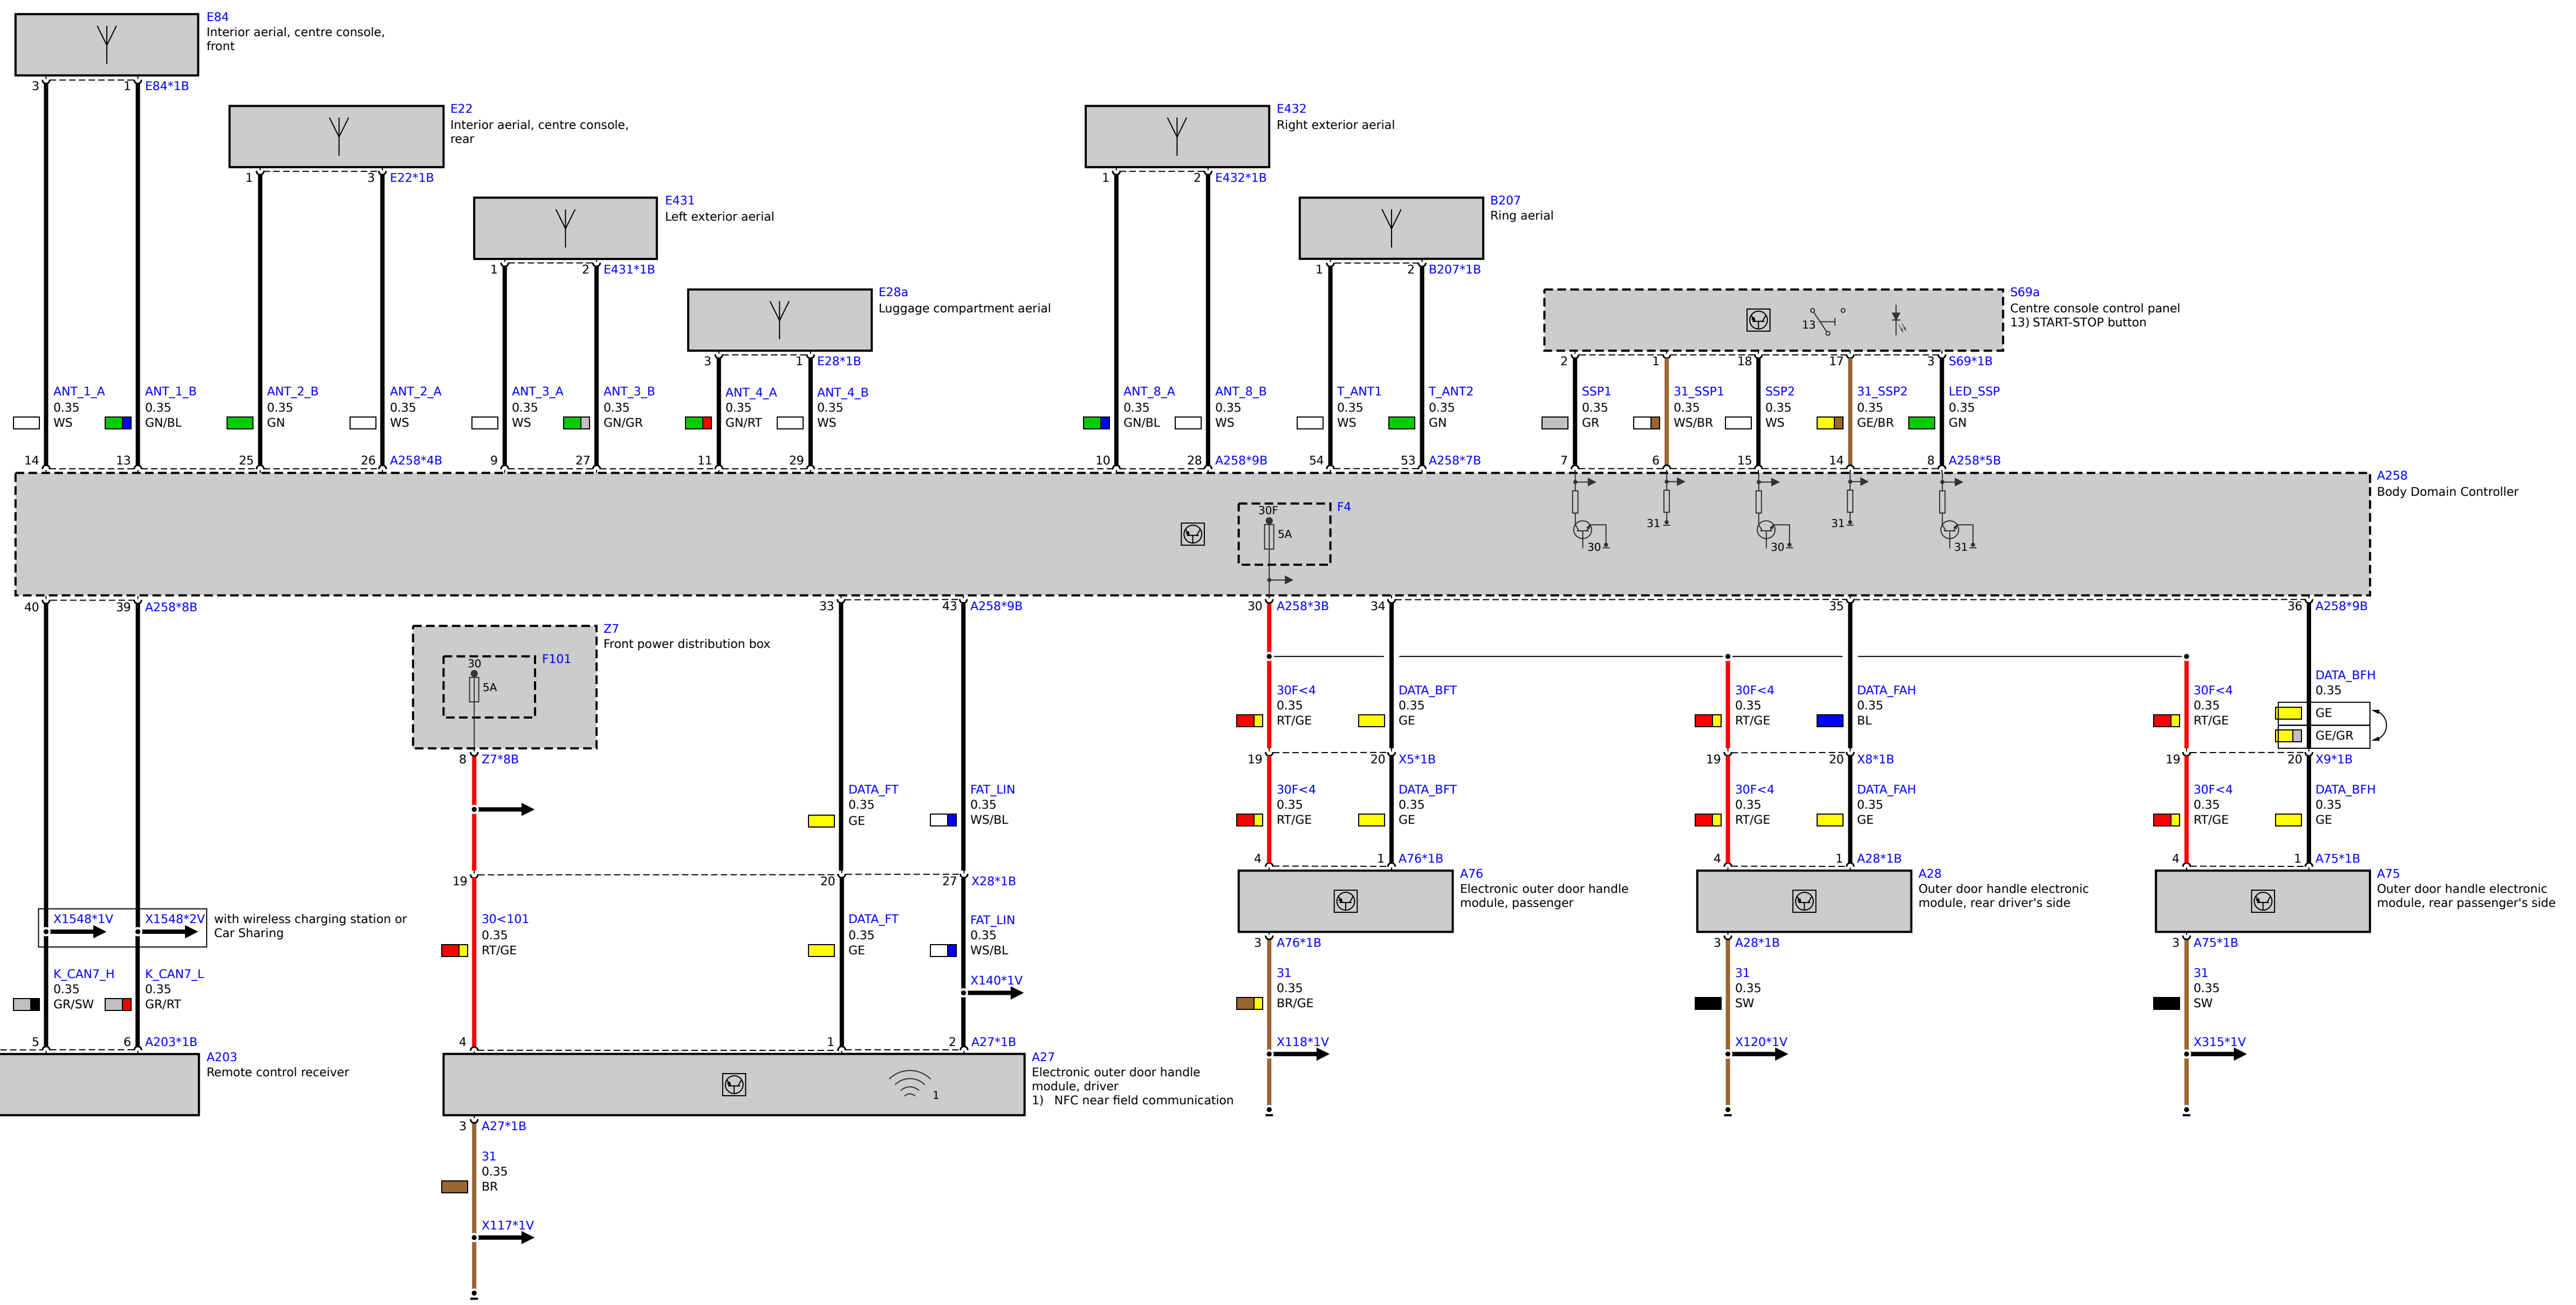 E84
Interior aerial, centre console,
front
3 1 E84*1B
E22
Interior aerial, centre console,
rear
1 3 E22*1B
E431
Left exterior aerial
1 2 E431*1B
E28a
Luggage compartment aerial
3 1 E28*1B
E432
Right exterior aerial
1 2 E432*1B
B207
Ring aerial
1 2 B207*1B
S69a
Centre console control panel
13) START-STOP button
13
2 1 18 17 3 S69*1B
ANT_1_A
0.35
WS
ANT_1_B
0.35
GN/BL
ANT_2_B
0.35
GN
ANT_2_A
0.35
WS
ANT_3_A
0.35
WS
ANT_3_B
0.35
GN/GR
ANT_4_A
0.35
GN/RT
ANT_4_B
0.35
WS
ANT_8_A
0.35
GN/BL
ANT_8_B
0.35
WS
T_ANT1
0.35
WS
T_ANT2
0.35
GN
SSP1
0.35
GR
31_SSP1
0.35
WS/BR
SSP2
0.35
WS
31_SSP2
0.35
GE/BR
LED_SSP
0.35
GN
14 13 25 26 A258*4B 9 27 11 29 10 28 A258*9B 54 53 A258*7B 7 6 15 14 8 A258*5B
A258
Body Domain Controller
30F
5A
F4
30 31 30 31 31
40 39 A258*8B 33 43 A258*9B 30 A258*3B 34 35 36 A258*9B
Z7
Front power distribution box
30
F101
5A
8 Z7*8B
30F<4
0.35
RT/GE
DATA_BFT
0.35
GE
30F<4
0.35
RT/GE
DATA_FAH
0.35
BL
30F<4
0.35
RT/GE
DATA_BFH
0.35
GE
GE/GR
19 20 X5*1B 19 20 X8*1B 19 20 X9*1B
DATA_FT
0.35
GE
FAT_LIN
0.35
WS/BL
30F<4
0.35
RT/GE
DATA_BFT
0.35
GE
30F<4
0.35
RT/GE
DATA_FAH
0.35
GE
30F<4
0.35
RT/GE
DATA_BFH
0.35
GE
4 1 A76*1B 4 1 A28*1B 4 1 A75*1B
19 20 27 X28*1B
A76
Electronic outer door handle
module, passenger
A28
Outer door handle electronic
module, rear driver's side
A75
Outer door handle electronic
module, rear passenger's side
X1548*1V X1548*2V with wireless charging station or
Car Sharing
30<101
0.35
RT/GE
DATA_FT
0.35
GE
FAT_LIN
0.35
WS/BL
X140*1V
3 A76*1B 3 A28*1B 3 A75*1B
K_CAN7_H
0.35
GR/SW
K_CAN7_L
0.35
GR/RT
31
0.35
BR/GE
31
0.35
SW
31
0.35
SW
5 6 A203*1B 4 1 2 A27*1B X118*1V X120*1V X315*1V
A203
Remote control receiver
A27
Electronic outer door handle
module, driver
1) NFC near field communication
1
3 A27*1B
31
0.35
BR
X117*1V